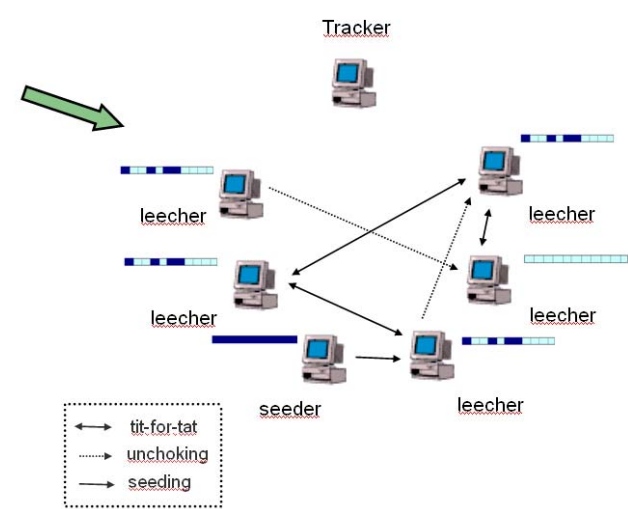 Tracker
leecher
leecher
leecher
leecher
seeder
leecher
tit-for-tat
unchoking
seeding